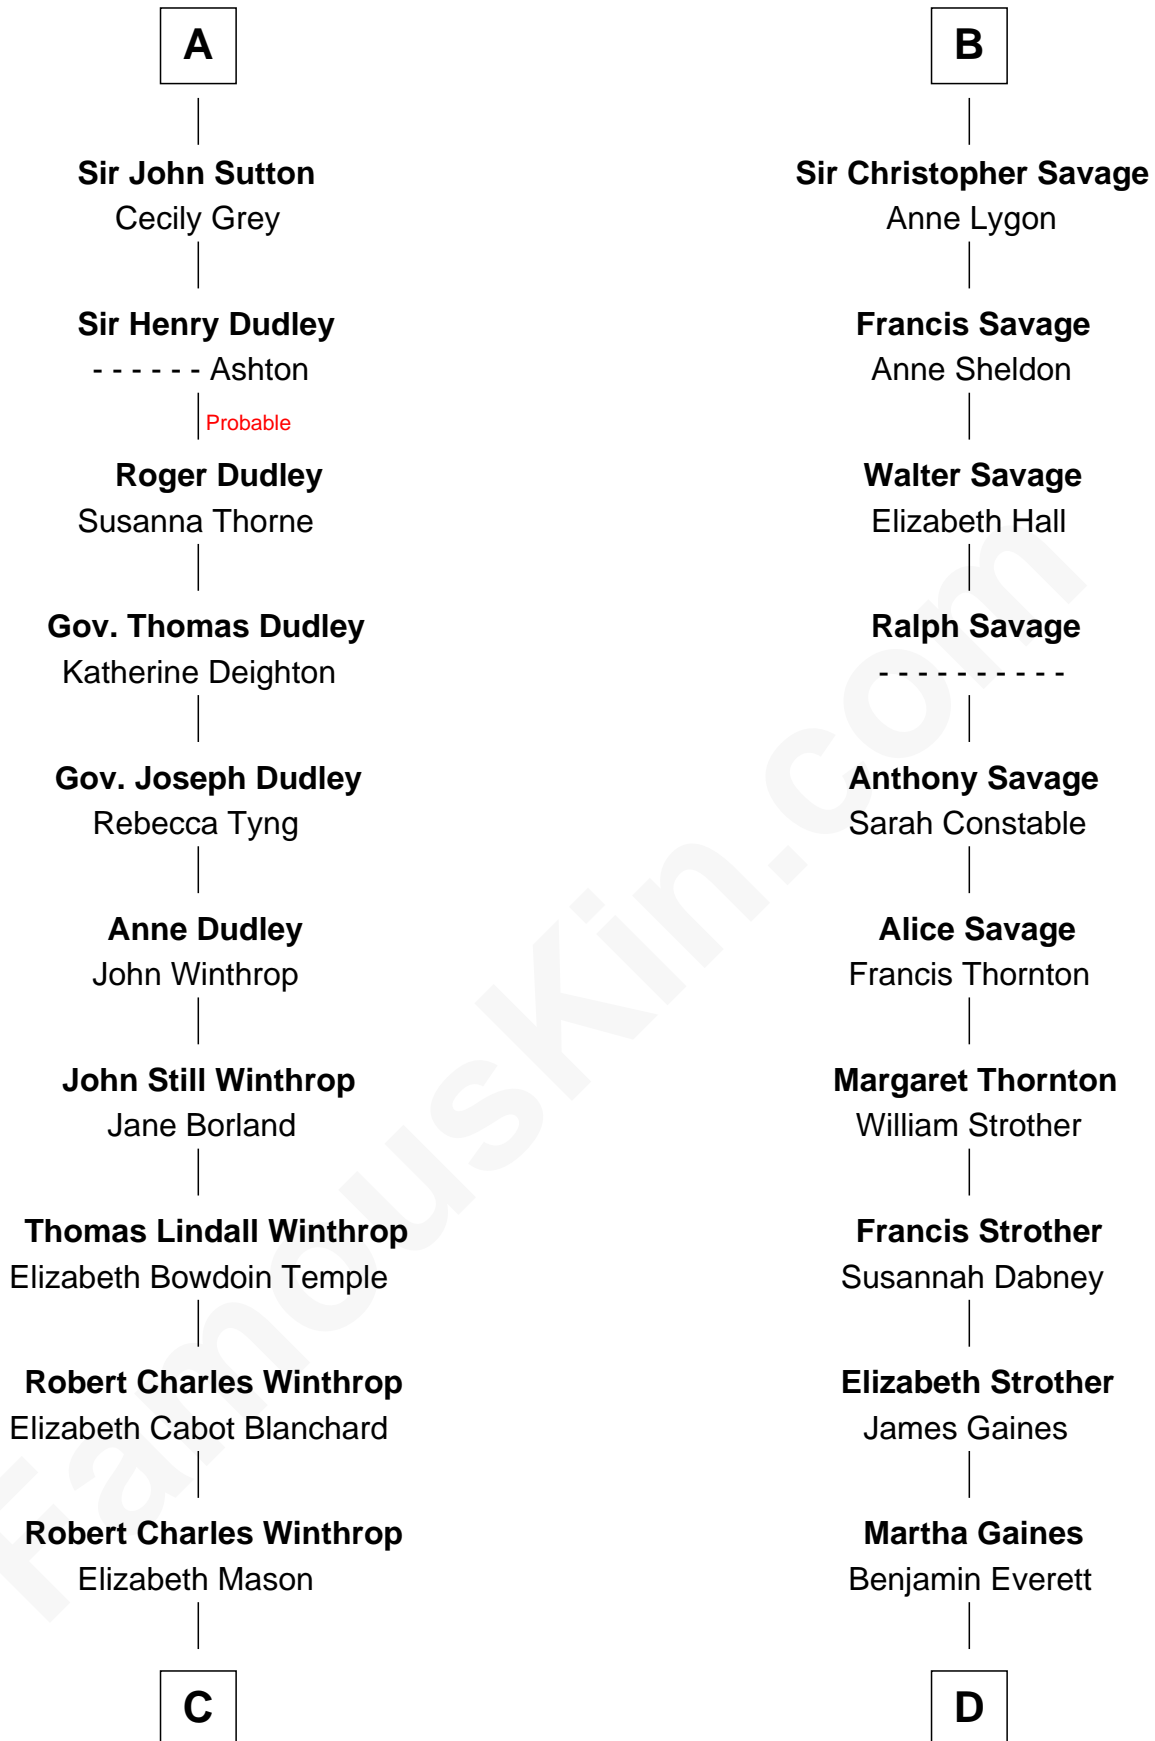 A
Sir John Sutton
Cecily Grey
Sir Henry Dudley
- - - - - - Ashton
Probable
Roger Dudley
Susanna Thorne
Gov. Thomas Dudley
Katherine Deighton
Gov. Joseph Dudley
Rebecca Tyng
Anne Dudley
John Winthrop
John Still Winthrop
Jane Borland
Thomas Lindall Winthrop
Elizabeth Bowdoin Temple
Robert Charles Winthrop
Elizabeth Cabot Blanchard
Robert Charles Winthrop
Elizabeth Mason
C
B
Sir Christopher Savage
Anne Lygon
Francis Savage
Anne Sheldon
Walter Savage
Elizabeth Hall
Ralph Savage
- - - - - - - - - -
Anthony Savage
Sarah Constable
Alice Savage
Francis Thornton
Margaret Thornton
William Strother
Francis Strother
Susannah Dabney
Elizabeth Strother
James Gaines
Martha Gaines
Benjamin Everett
D
FamousKin.com